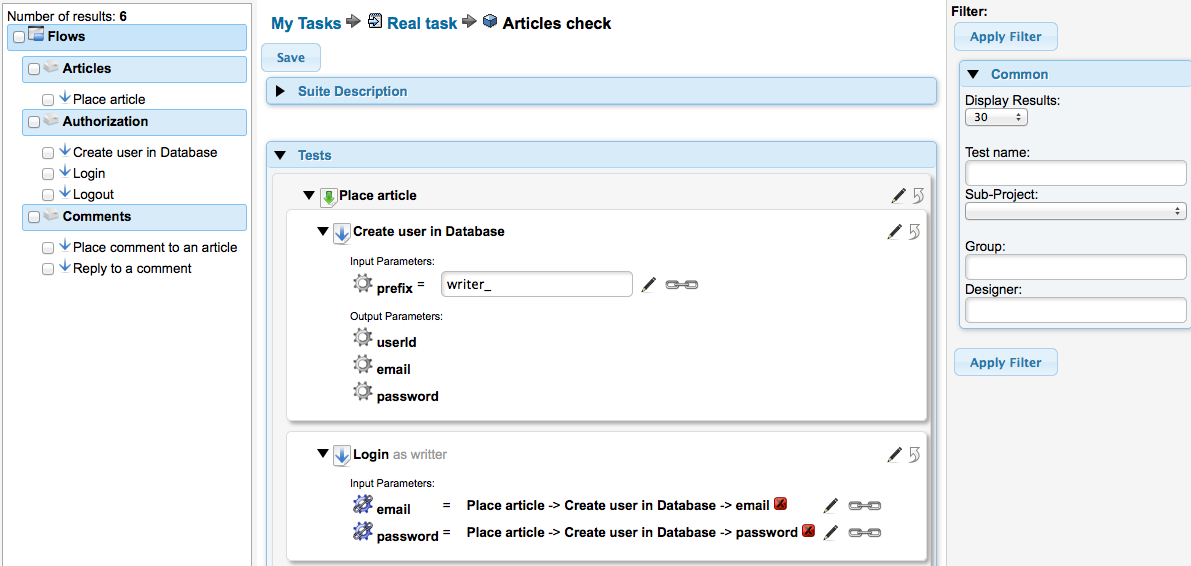 Number of results: 6
Flows
Articles
Place article
Authorization
Create user in Database
Login
Logout
Comments
Place comment to an article
Reply to a comment
My Tasks Real task Articles check
Save
Suite Description
Tests
Place article
Create user in Database
Input Parameters:
prefix = writer_
Output Parameters:
userId
email
password
Login as writter
Input Parameters:
email = Place article -> Create user in Database -> email
password = Place article -> Create user in Database -> password
Filter:
Apply Filter
Common
Display Results:
30
Test name:
Sub-Project:
Group:
Designer:
Apply Filter